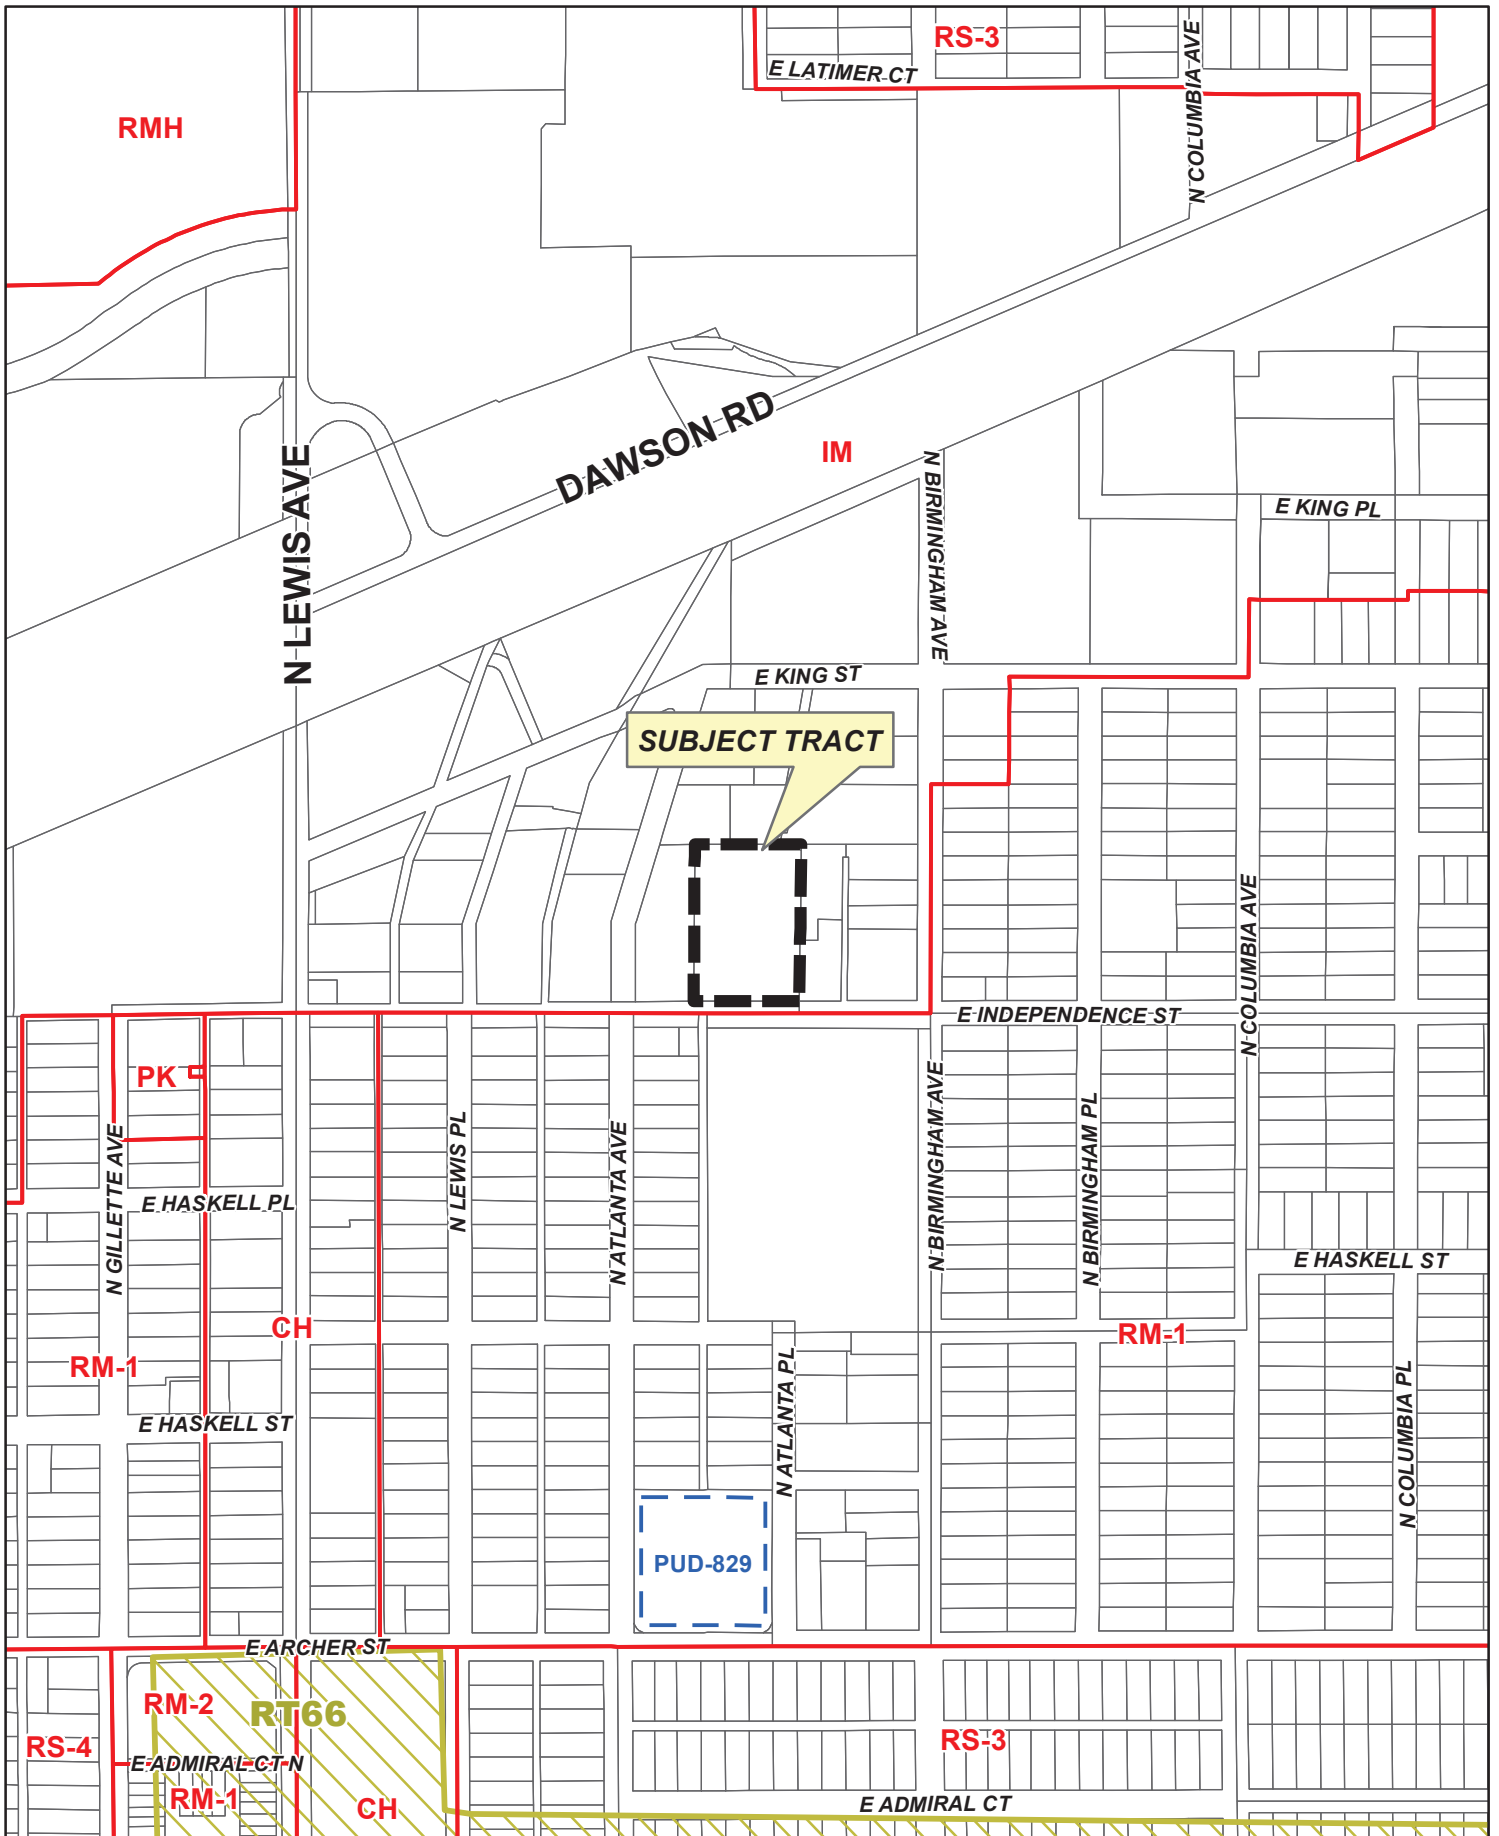 RS-3
E LATIMER CT
N COLUMBIA AVE
RMH
DAWSON RD
IM
N LEWIS AVE
N BIRMINGHAM AVE
E KING PL
E KING ST
SUBJECT TRACT
N COLUMBIA AVE
E INDEPENDENCE ST
PK
N GILLETTE AVE
E HASKELL PL
N LEWIS PL
N ATLANTA AVE
N BIRMINGHAM AVE
N BIRMINGHAM PL
E HASKELL ST
CH
RM-1
RM-1
E HASKELL ST
N ATLANTA PL
N COLUMBIA PL
PUD-829
E ARCHER ST
RM-2
RT66
RS-4
E ADMIRAL CT N
RM-1
CH
RS-3
E ADMIRAL CT